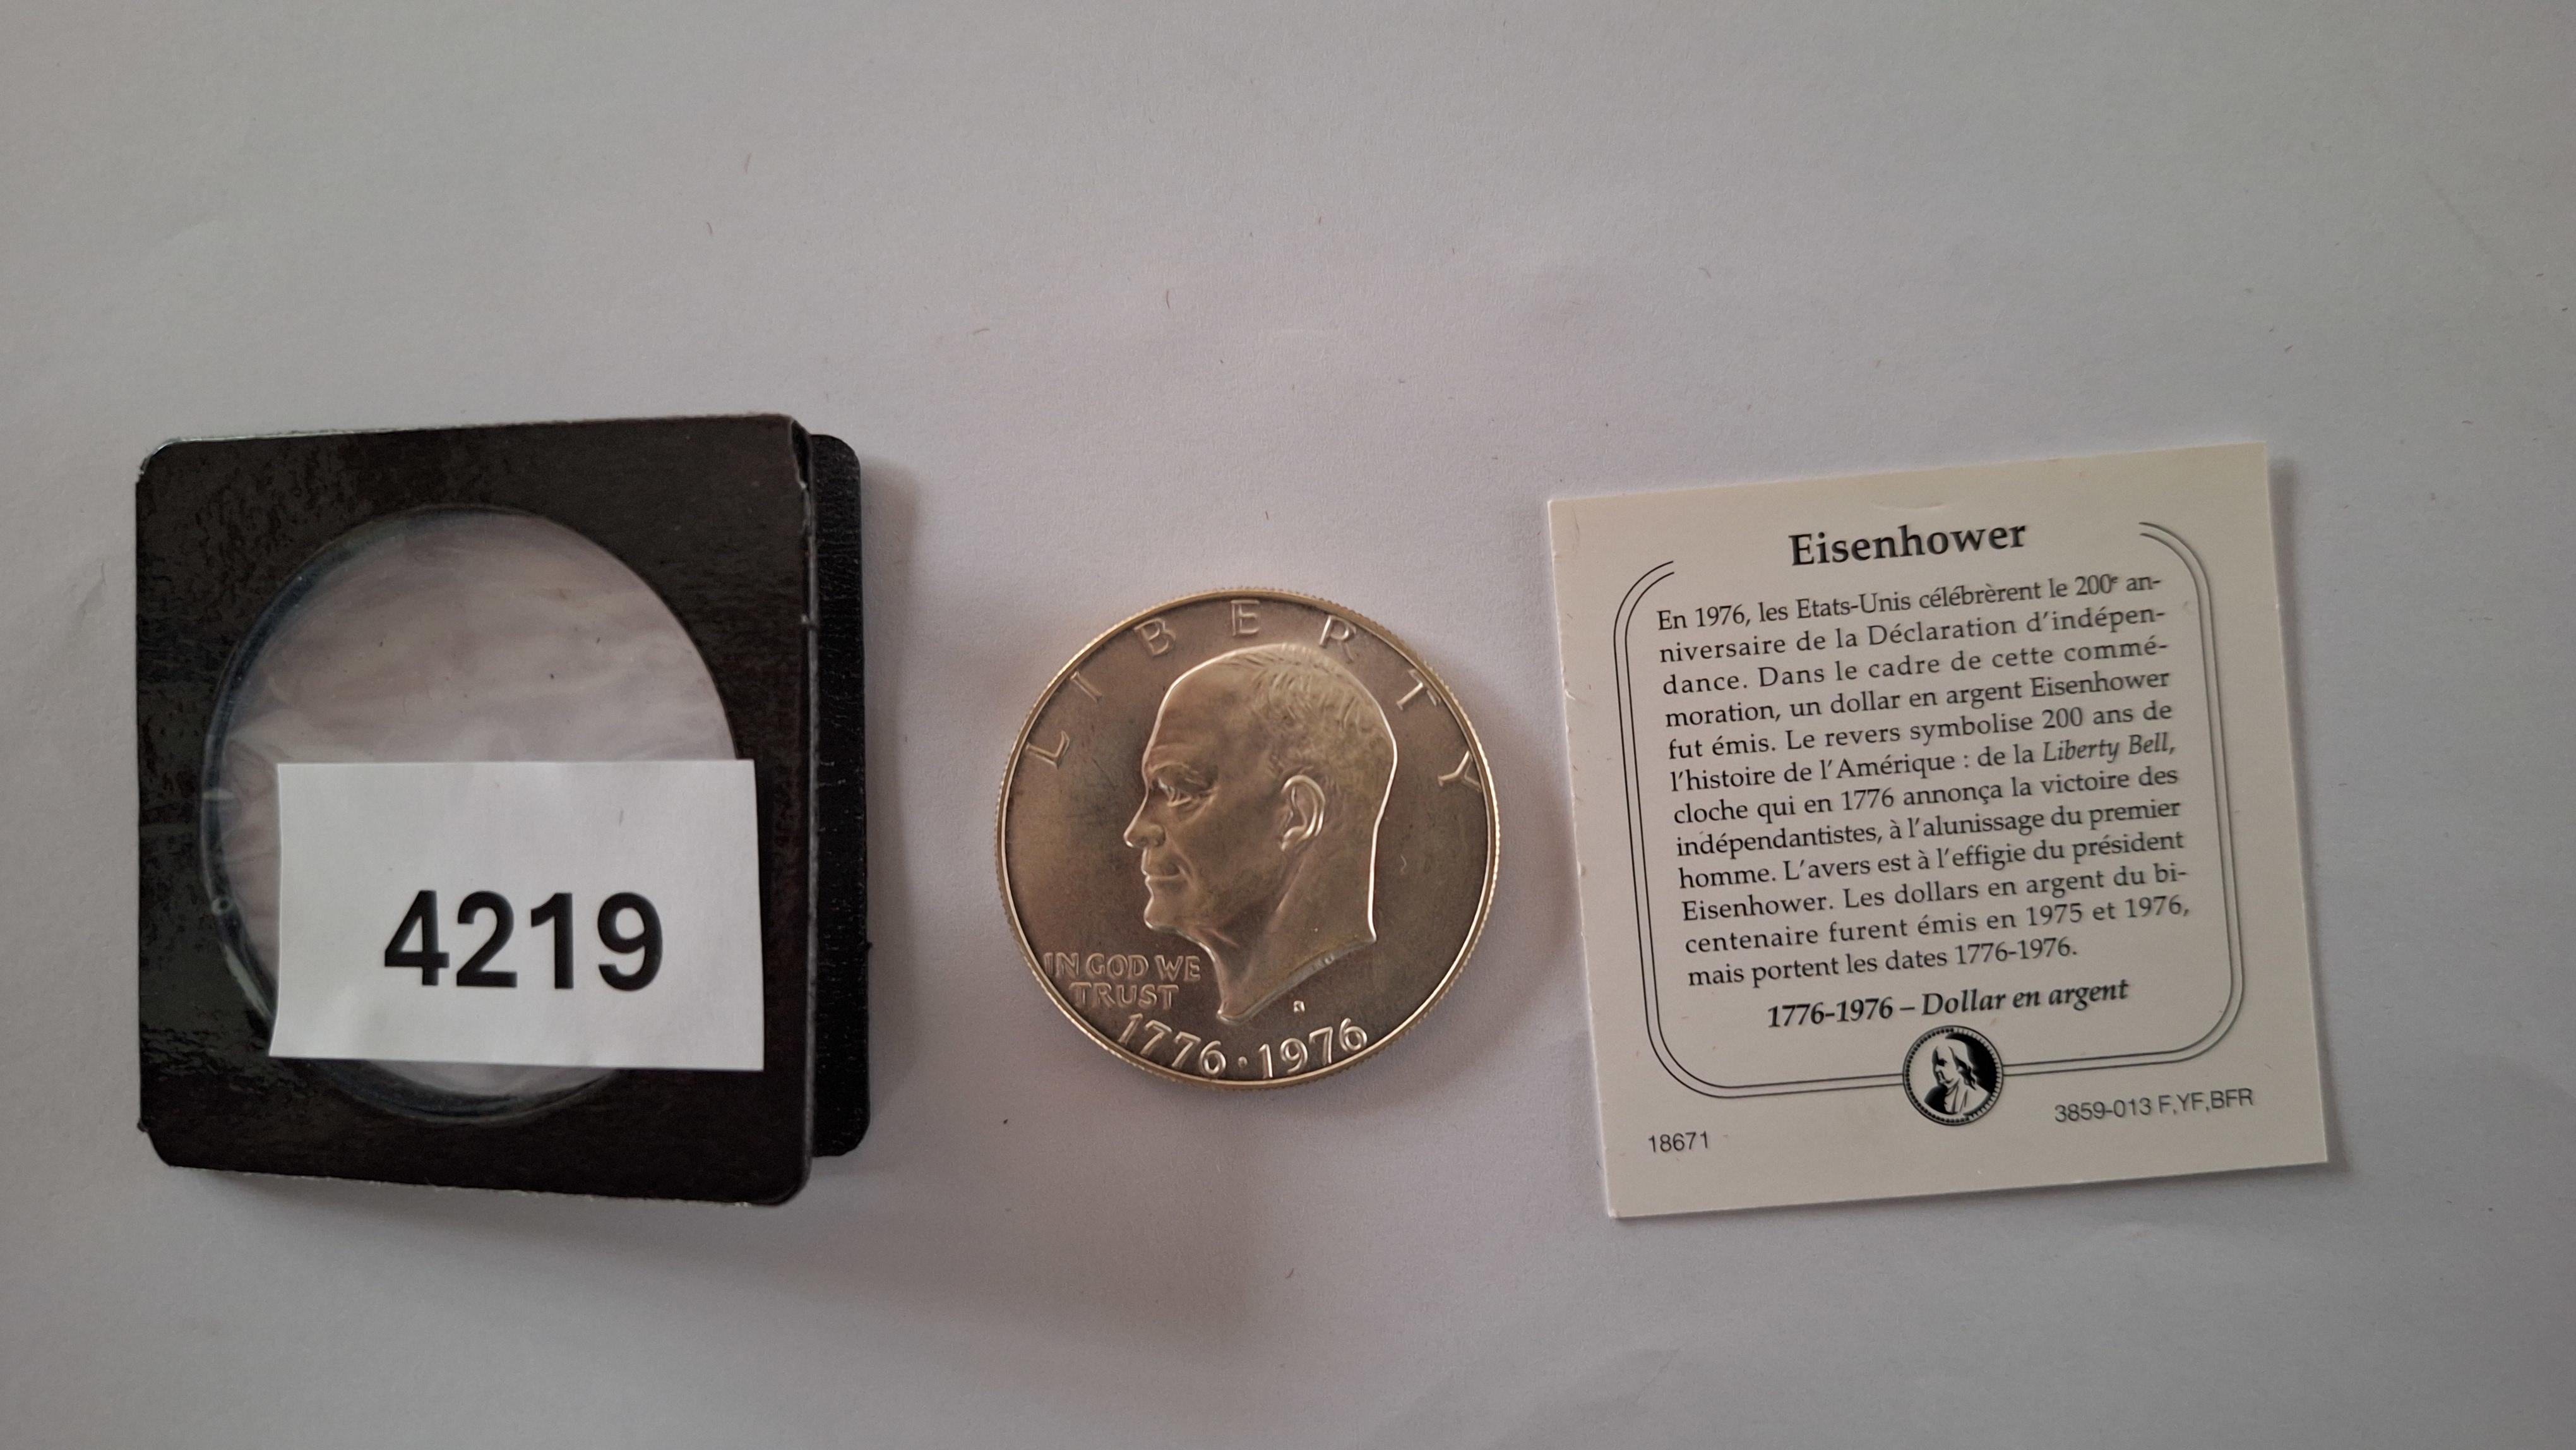 4219
LIBERTY
IN GOD WE
TRUST
1776·1976
Eisenhower
En 1976, les Etats-Unis célébrèrent le 200e an-
niversaire de la Déclaration d'indépen-
dance. Dans le cadre de cette commé-
moration, un dollar en argent Eisenhower
fut émis. Le revers symbolise 200 ans de
l'histoire de l'Amérique : de la Liberty Bell,
cloche qui en 1776 annonça la victoire des
indépendantistes, à l'alunissage du premier
homme. L'avers est à l'effigie du président
Eisenhower. Les dollars en argent du bi-
centenaire furent émis en 1975 et 1976,
mais portent les dates 1776-1976.
1776-1976 – Dollar en argent
18671
3859-013 F,YF,BFR